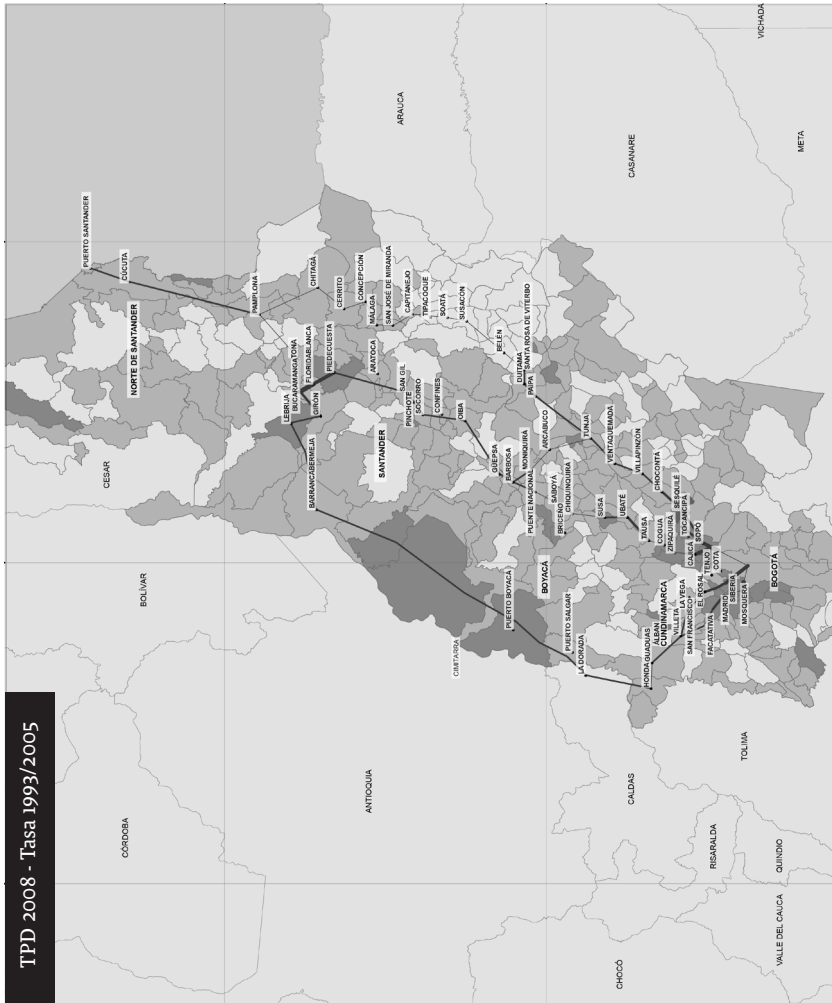 TPD 2008 - Tasa 1993/2005
VICHADA
ARAUCA
CASANARE
META
PUERTO SANTANDER
CÚCUTA
PAMPLONA
NORTE DE SANTANDER
CESAR
CHITAGÁ
CERRITO
CONCEPCIÓN
MÁLAGA
SAN JOSÉ DE MIRANDA
CAPITANEJO
TIPACOQUE
SOATÁ
SUSACÓN
BELÉN
SANTA ROSA DE VITERBO
DUITAMA
PAIPA
LEBRIJA
BUCARAMANGA
TONA
FLORIDABLANCA
GIRÓN
PIEDECUESTA
ARATOCA
SAN GIL
PINCHOTE
SOCORRO
CONFINES
OIBA
SANTANDER
BARRANCABERMEJA
GÜEPSA
BARBOSA
MONIQUIRÁ
PUENTE NACIONAL
ARCABUCO
SABOYÁ
BRICEÑO
CHIQUINQUIRÁ
TUNJA
VENTAQUEMADA
VILLAPINZÓN
CHOCONTÁ
SESQUILÉ
SUSA
UBATÉ
TAUSA
COGUA
ZIPAQUIRÁ
TOCANCIPÁ
SOPÓ
CAJICÁ
TENJO
COTA
BOLÍVAR
BOYACÁ
PUERTO BOYACÁ
CIMITARRA
PUERTO SALGAR
LA DORADA
HONDA
GUADUAS
ÁLBAN
CUNDINAMARCA
VILLETA
LA VEGA
SAN FRANCISCO
EL ROSAL
FACATATIVÁ
MADRID
SIBERIA
MOSQUERA
BOGOTÁ
TOLIMA
ANTIOQUIA
CÓRDOBA
CALDAS
RISARALDA
QUINDIO
CHOCÓ
VALLE DEL CAUCA